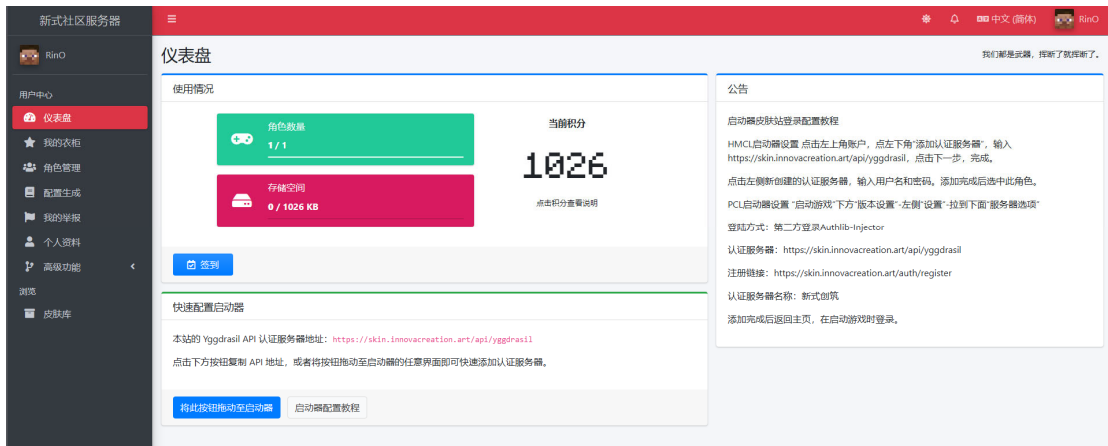 新式社区服务器
中文 (简体)
RinO
RinO
用户中心
仪表盘
我的衣柜
角色管理
配置生成
我的举报
个人资料
高级功能
浏览
皮肤库
仪表盘
我们都是武器，挥断了就挥断了。
使用情况
角色数量
1 / 1
存储空间
0 / 1026 KB
当前积分
1026
点击积分查看说明
签到
快速配置启动器
本站的 Yggdrasil API 认证服务器地址：https://skin.innovacreation.art/api/yggdrasil
点击下方按钮复制 API 地址，或者将按钮拖动至启动器的任意界面即可快速添加认证服务器。
将此按钮拖动至启动器
启动器配置教程
公告
启动器皮肤站登录配置教程
HMCL启动器设置 点击左上角账户，点左下角“添加认证服务器”，输入
https://skin.innovacreation.art/api/yggdrasil，点击下一步，完成。
点击左侧新创建的认证服务器，输入用户名和密码。添加完成后选中此角色。
PCL启动器设置 “启动游戏”下方“版本设置”-左侧“设置”-拉到下面“服务器选项”
登陆方式：第三方登录Authlib-Injector
认证服务器：https://skin.innovacreation.art/api/yggdrasil
注册链接：https://skin.innovacreation.art/auth/register
认证服务器名称：新式创筑
添加完成后返回主页，在启动游戏时登录。